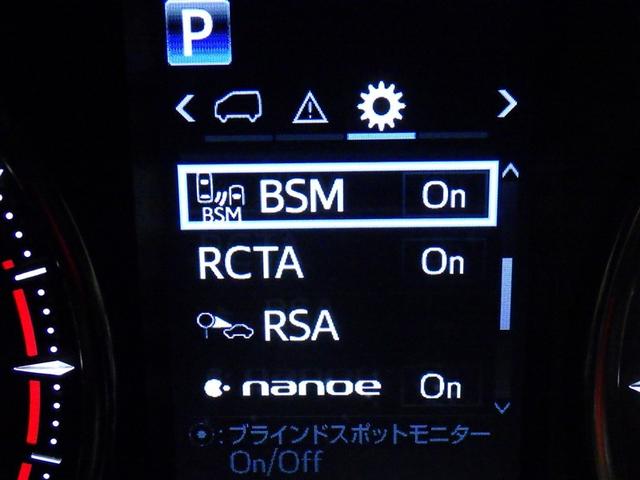 P
BSM BSM On
RCTA On
RSA
nanoe On
:ブラインドスポットモニター
On/Off